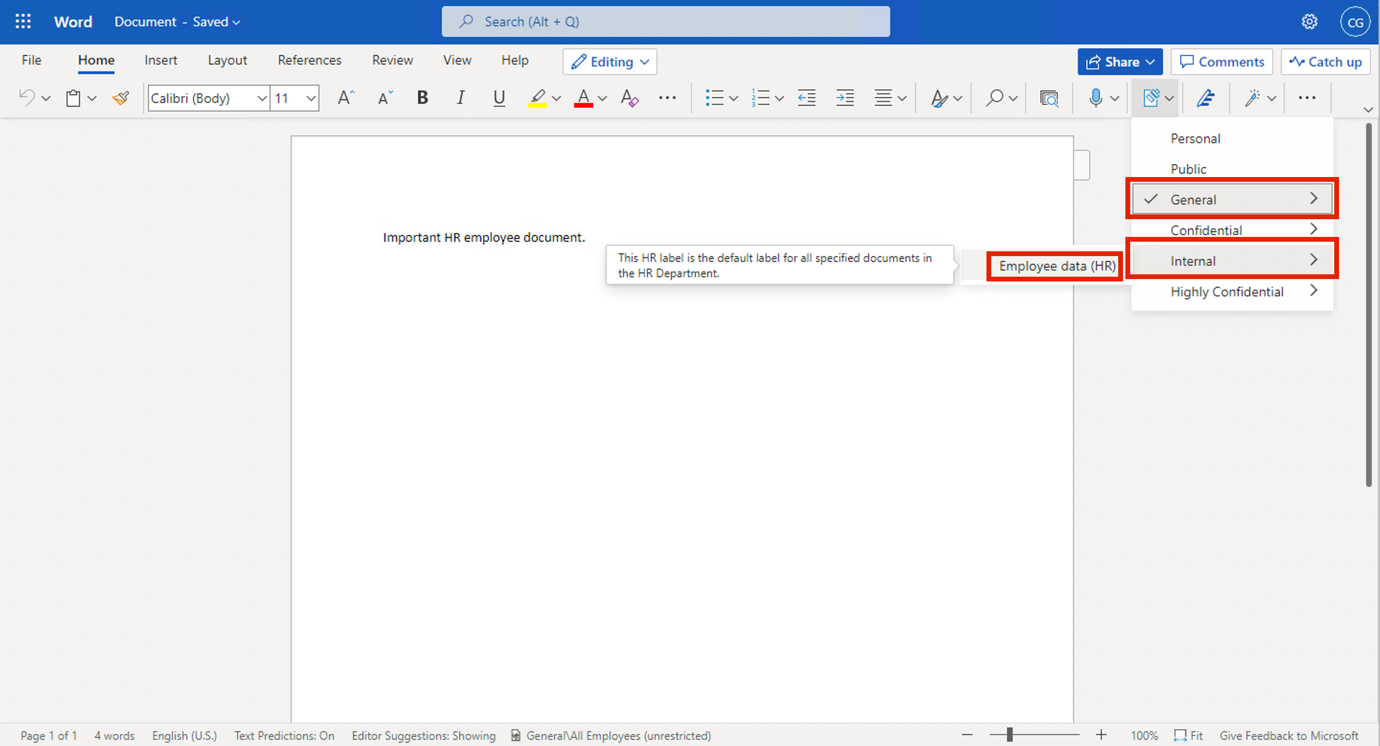 Word Document - Saved
Search (Alt + Q)
CG
File Home Insert Layout References Review View Help Editing Share Comments Catch up
Calibri (Body) 11 A A B I U A A
Personal
Public
General
Confidential
Internal
Highly Confidential
Employee data (HR)
This HR label is the default label for all specified documents in
the HR Department.
Important HR employee document.
Page 1 of 1 4 words English (U.S.) Text Predictions: On Editor Suggestions: Showing General\All Employees (unrestricted) 100% Fit Give Feedback to Microsoft